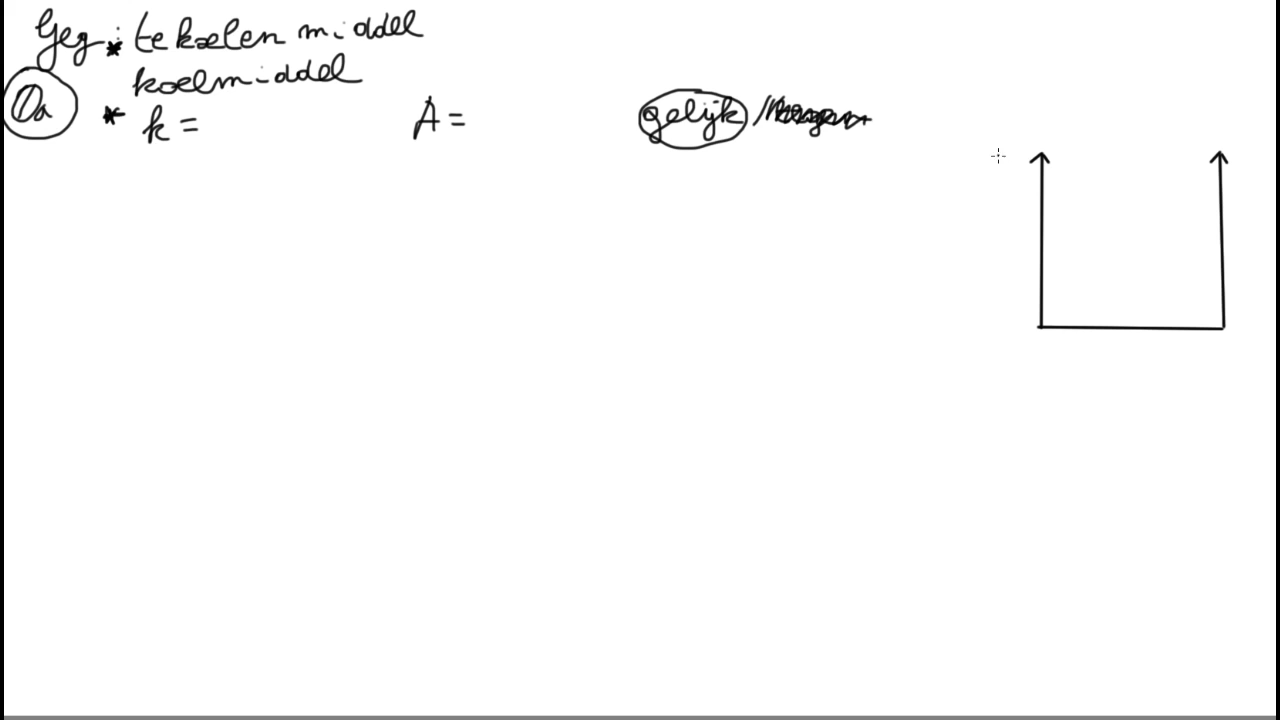 Geg: * te koelen middel
koelmiddel
Oa * k = A = gelijk /